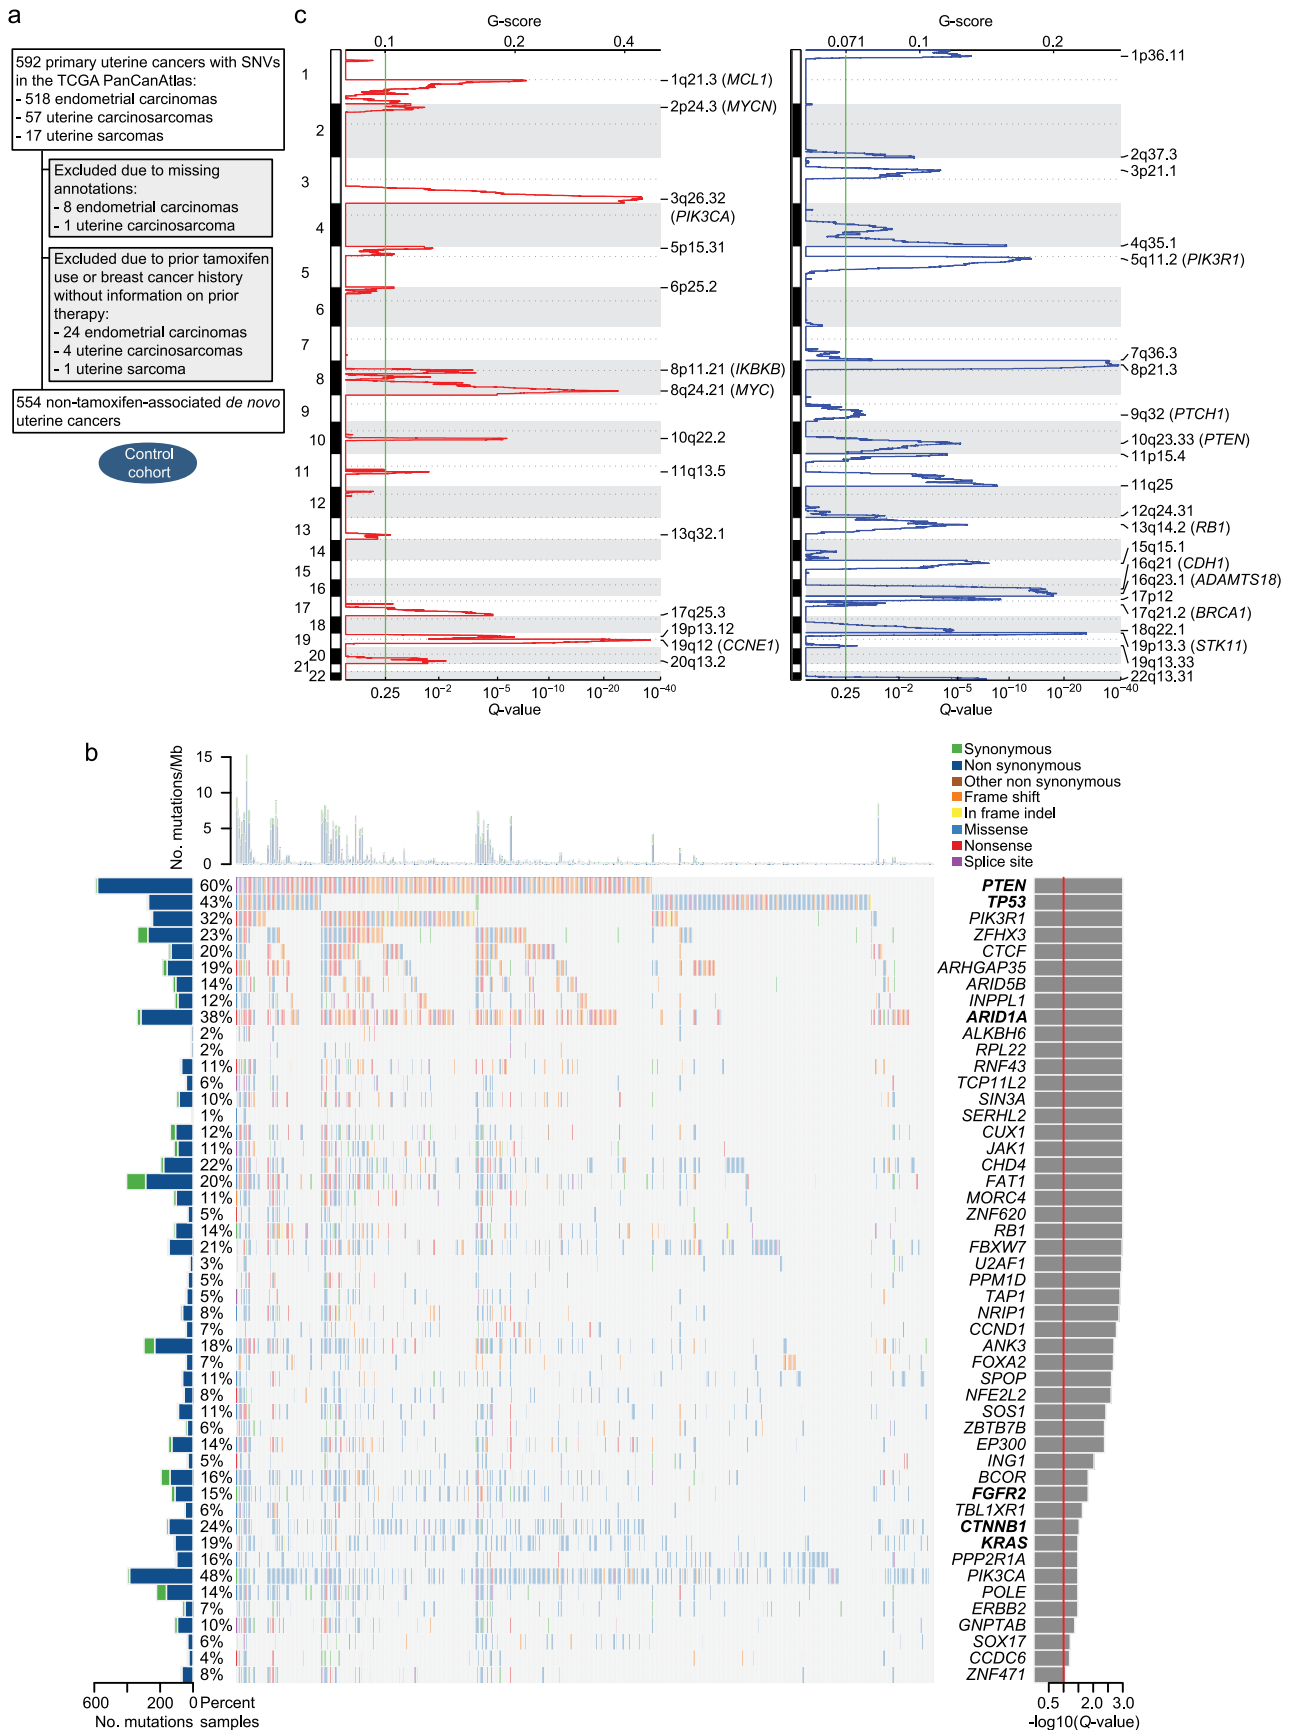 a
592 primary uterine cancers with SNVs
in the TCGA PanCanAtlas:
- 518 endometrial carcinomas
- 57 uterine carcinosarcomas
- 17 uterine sarcomas
Excluded due to missing
annotations:
- 8 endometrial carcinomas
- 1 uterine carcinosarcoma
Excluded due to prior tamoxifen
use or breast cancer history
without information on prior
therapy:
- 24 endometrial carcinomas
- 4 uterine carcinosarcomas
- 1 uterine sarcoma
554 non-tamoxifen-associated de novo
uterine cancers
Control
cohort
c
G-score
0.1 0.2 0.4
1
2
3
4
5
6
7
8
9
10
11
12
13
14
15
16
17
18
19
20
21
22
1q21.3 (MCL1)
2p24.3 (MYCN)
3q26.32
(PIK3CA)
5p15.31
6p25.2
8p11.21 (IKBKB)
8q24.21 (MYC)
10q22.2
11q13.5
13q32.1
17q25.3
19p13.12
19q12 (CCNE1)
20q13.2
0.25 10⁻² 10⁻⁵ 10⁻¹⁰ 10⁻²⁰ 10⁻⁴⁰
Q-value
G-score
0.071 0.1 0.2
1p36.11
2q37.3
3p21.1
4q35.1
5q11.2 (PIK3R1)
7q36.3
8p21.3
9q32 (PTCH1)
10q23.33 (PTEN)
11p15.4
11q25
12q24.31
13q14.2 (RB1)
15q15.1
16q21 (CDH1)
16q23.1 (ADAMTS18)
17p12
17q21.2 (BRCA1)
18q22.1
19p13.3 (STK11)
19q13.33
22q13.31
0.25 10⁻² 10⁻⁵ 10⁻¹⁰ 10⁻²⁰ 10⁻⁴⁰
Q-value
b
No. mutations/Mb
15
10
5
0
Synonymous
Non synonymous
Other non synonymous
Frame shift
In frame indel
Missense
Nonsense
Splice site
60% PTEN
43% TP53
32% PIK3R1
23% ZFHX3
20% CTCF
19% ARHGAP35
14% ARID5B
12% INPPL1
38% ARID1A
2% ALKBH6
2% RPL22
11% RNF43
6% TCP11L2
10% SIN3A
1% SERHL2
12% CUX1
11% JAK1
22% CHD4
20% FAT1
11% MORC4
5% ZNF620
14% RB1
21% FBXW7
3% U2AF1
5% PPM1D
5% TAP1
8% NRIP1
7% CCND1
18% ANK3
7% FOXA2
11% SPOP
8% NFE2L2
11% SOS1
6% ZBTB7B
14% EP300
5% ING1
16% BCOR
15% FGFR2
6% TBL1XR1
24% CTNNB1
19% KRAS
16% PPP2R1A
48% PIK3CA
14% POLE
7% ERBB2
10% GNPTAB
6% SOX17
4% CCDC6
8% ZNF471
600 200 0
No. mutations
Percent
samples
0.5 2.0 3.0
-log10(Q-value)